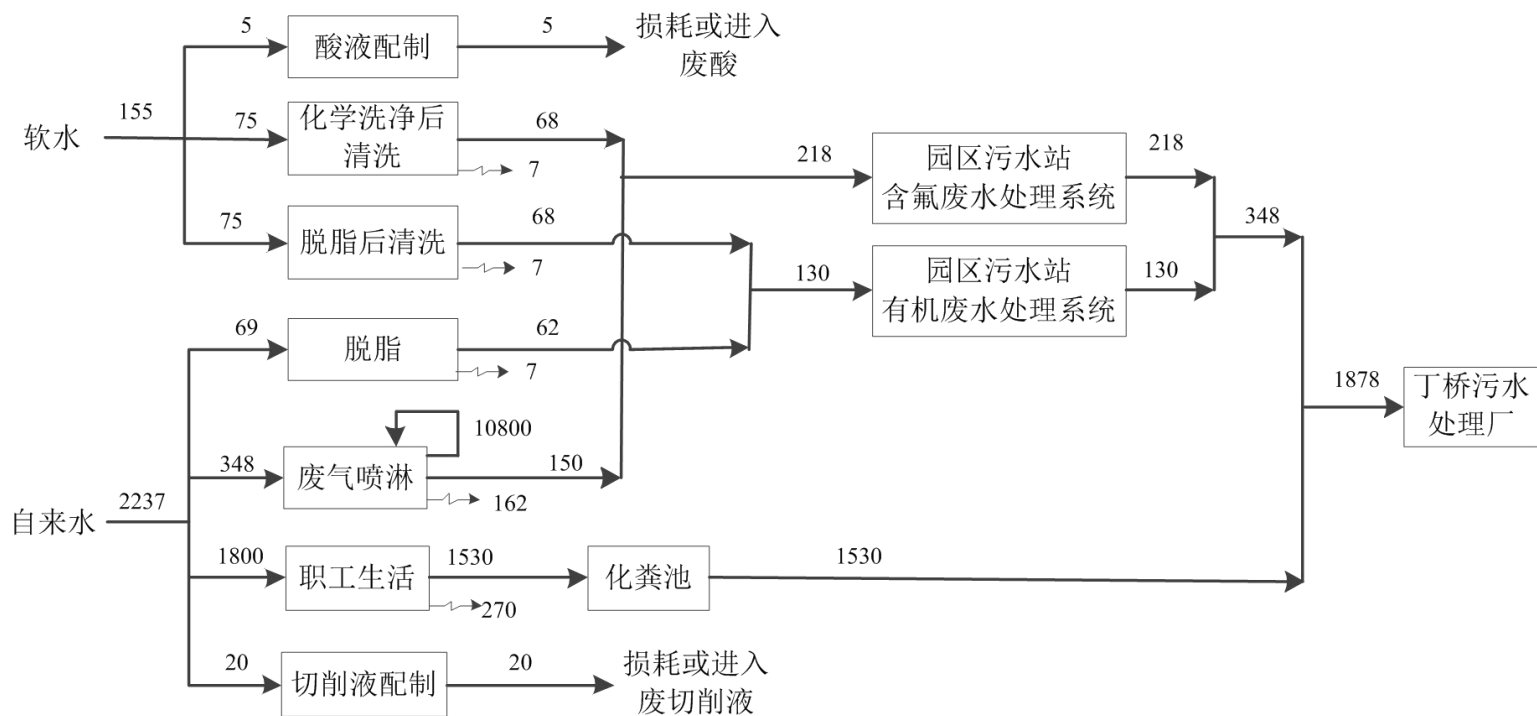 5
酸液配制
5
损耗或进入
废酸
155
软水
75
化学洗净后
清洗
68
7
218
园区污水站
含氟废水处理系统
218
348
75
脱脂后清洗
68
7
130
园区污水站
有机废水处理系统
130
69
脱脂
62
7
1878
丁桥污水
处理厂
10800
348
废气喷淋
150
162
2237
自来水
1800
职工生活
1530
270
化粪池
1530
20
切削液配制
20
损耗或进入
废切削液